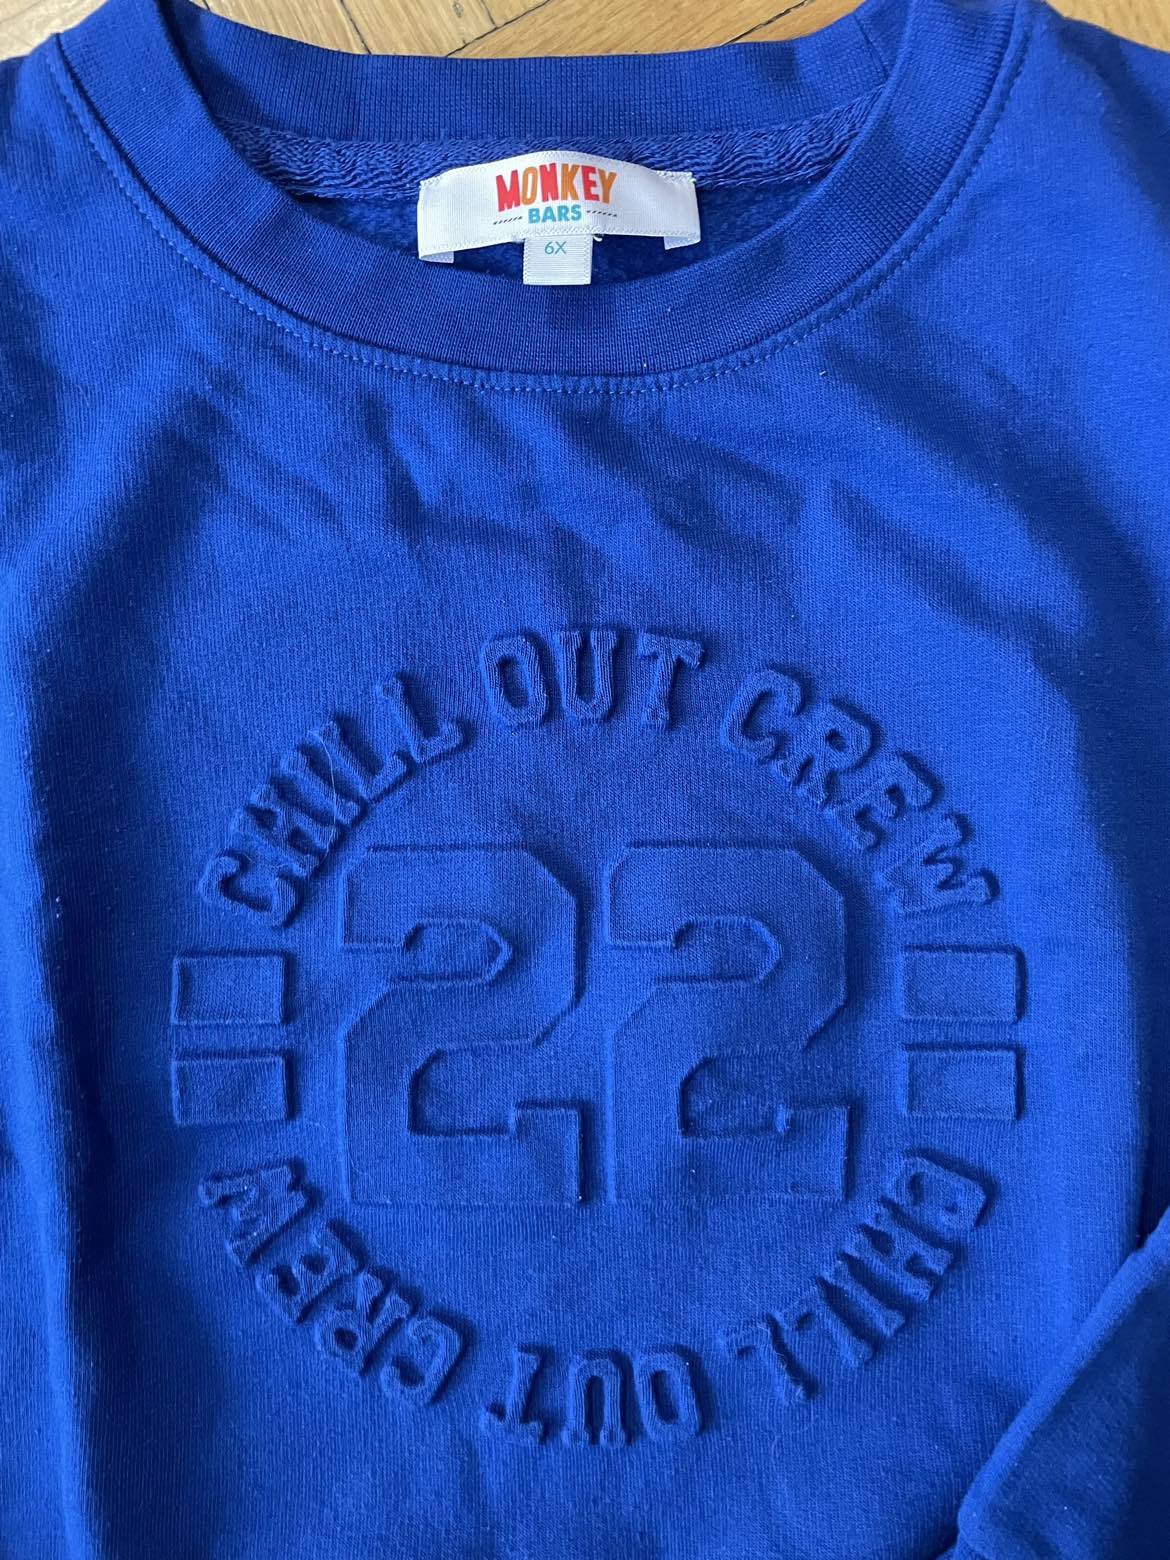 MONKEY
BARS
6X
CHILL OUT CREW
22
CHILL OUT CREW